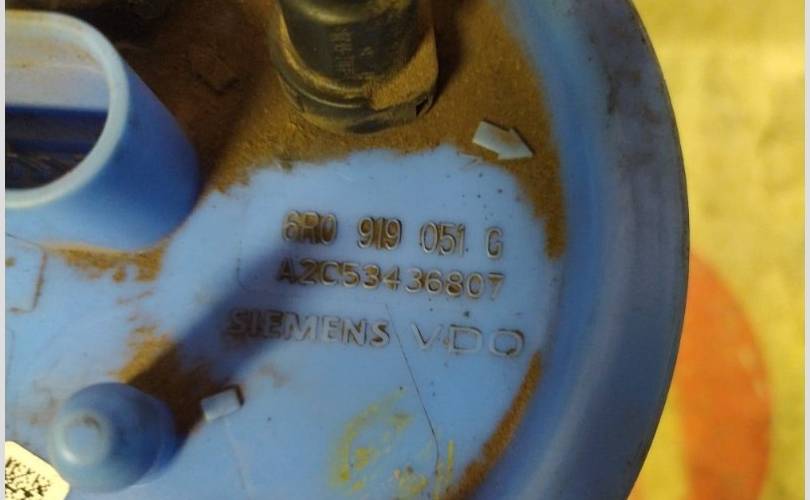 6R0 919 051 G
A2C53436807
SIEMENS VDO